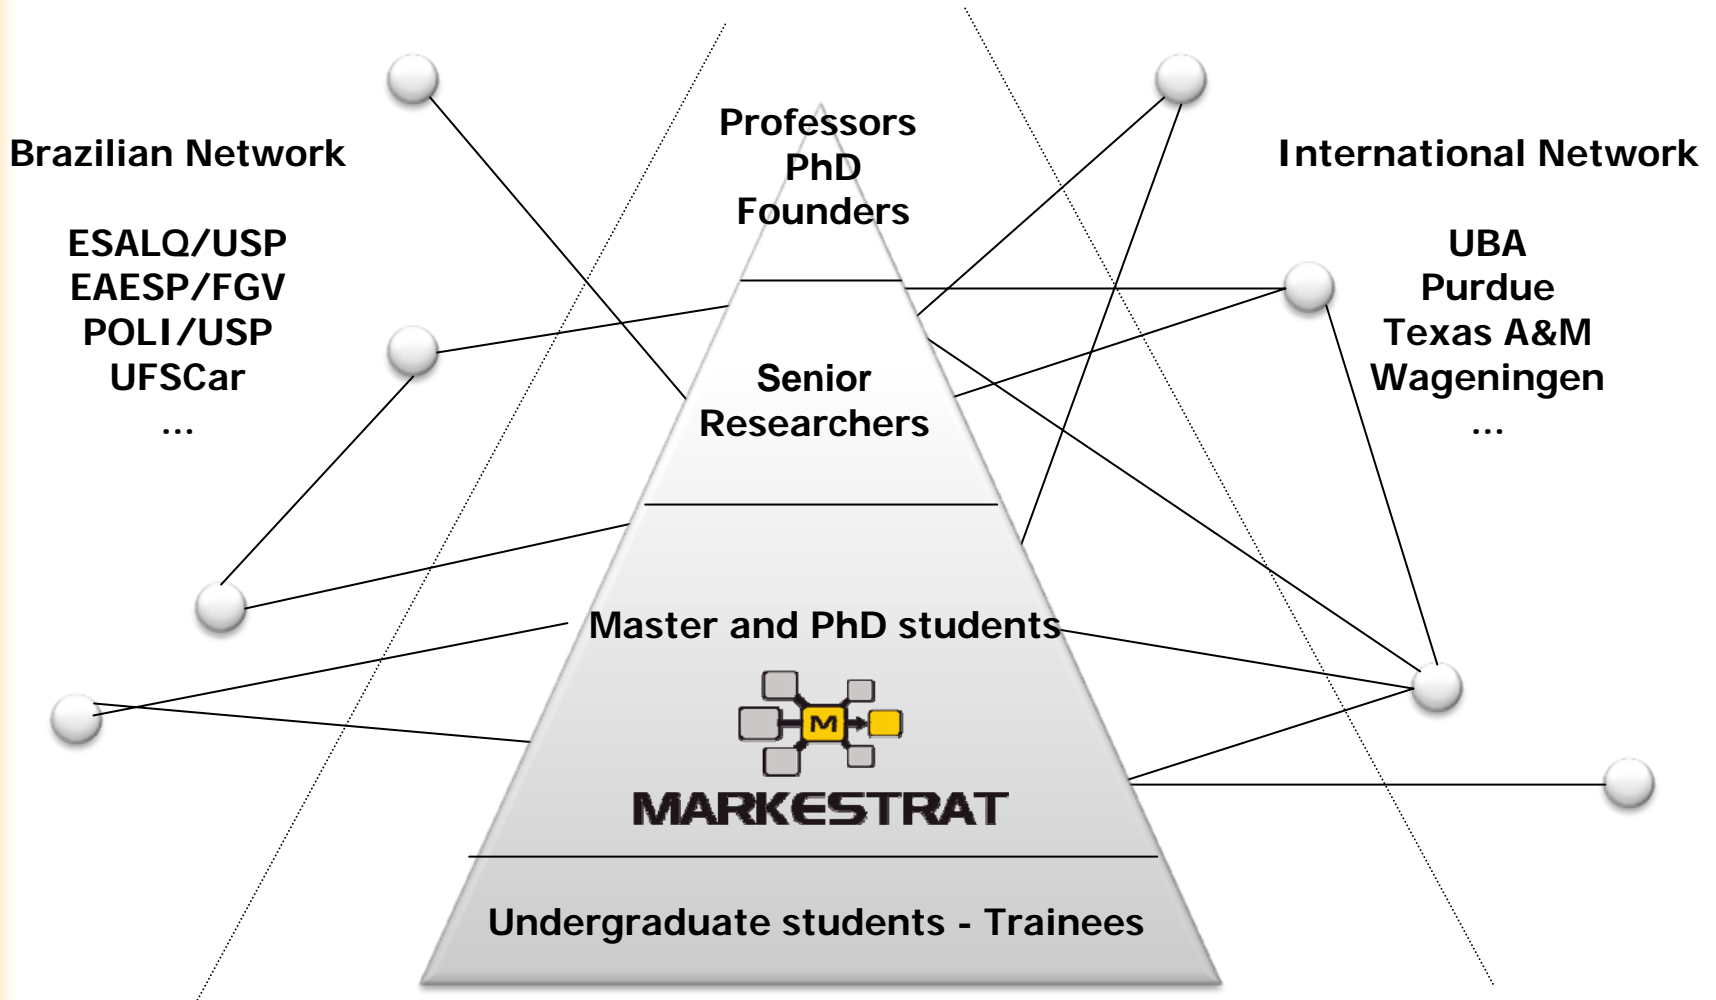 Brazilian Network
ESALQ/USP
EAESP/FGV
POLI/USP
UFSCar
...
Professors
PhD
Founders
Senior
Researchers
Master and PhD students
M
MARKESTRAT
Undergraduate students - Trainees
International Network
UBA
Purdue
Texas A&M
Wageningen
...